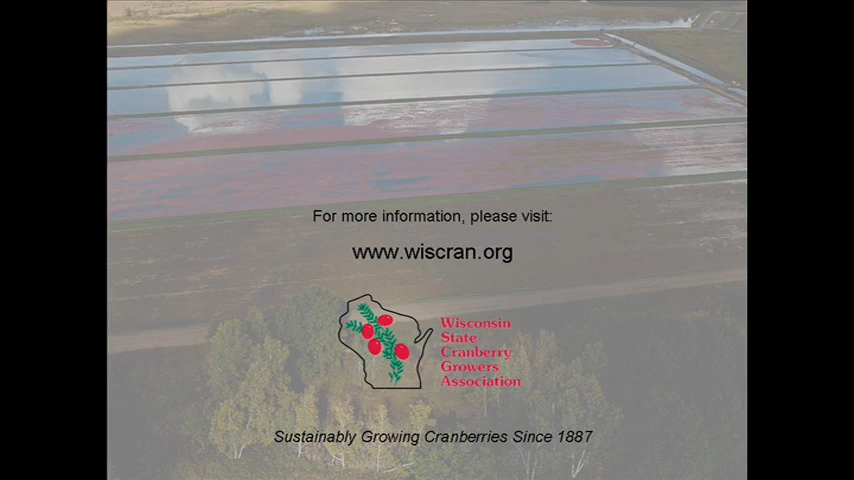 For more information, please visit:
www.wiscran.org
Wisconsin
State
Cranberry
Growers
Association
Sustainably Growing Cranberries Since 1887